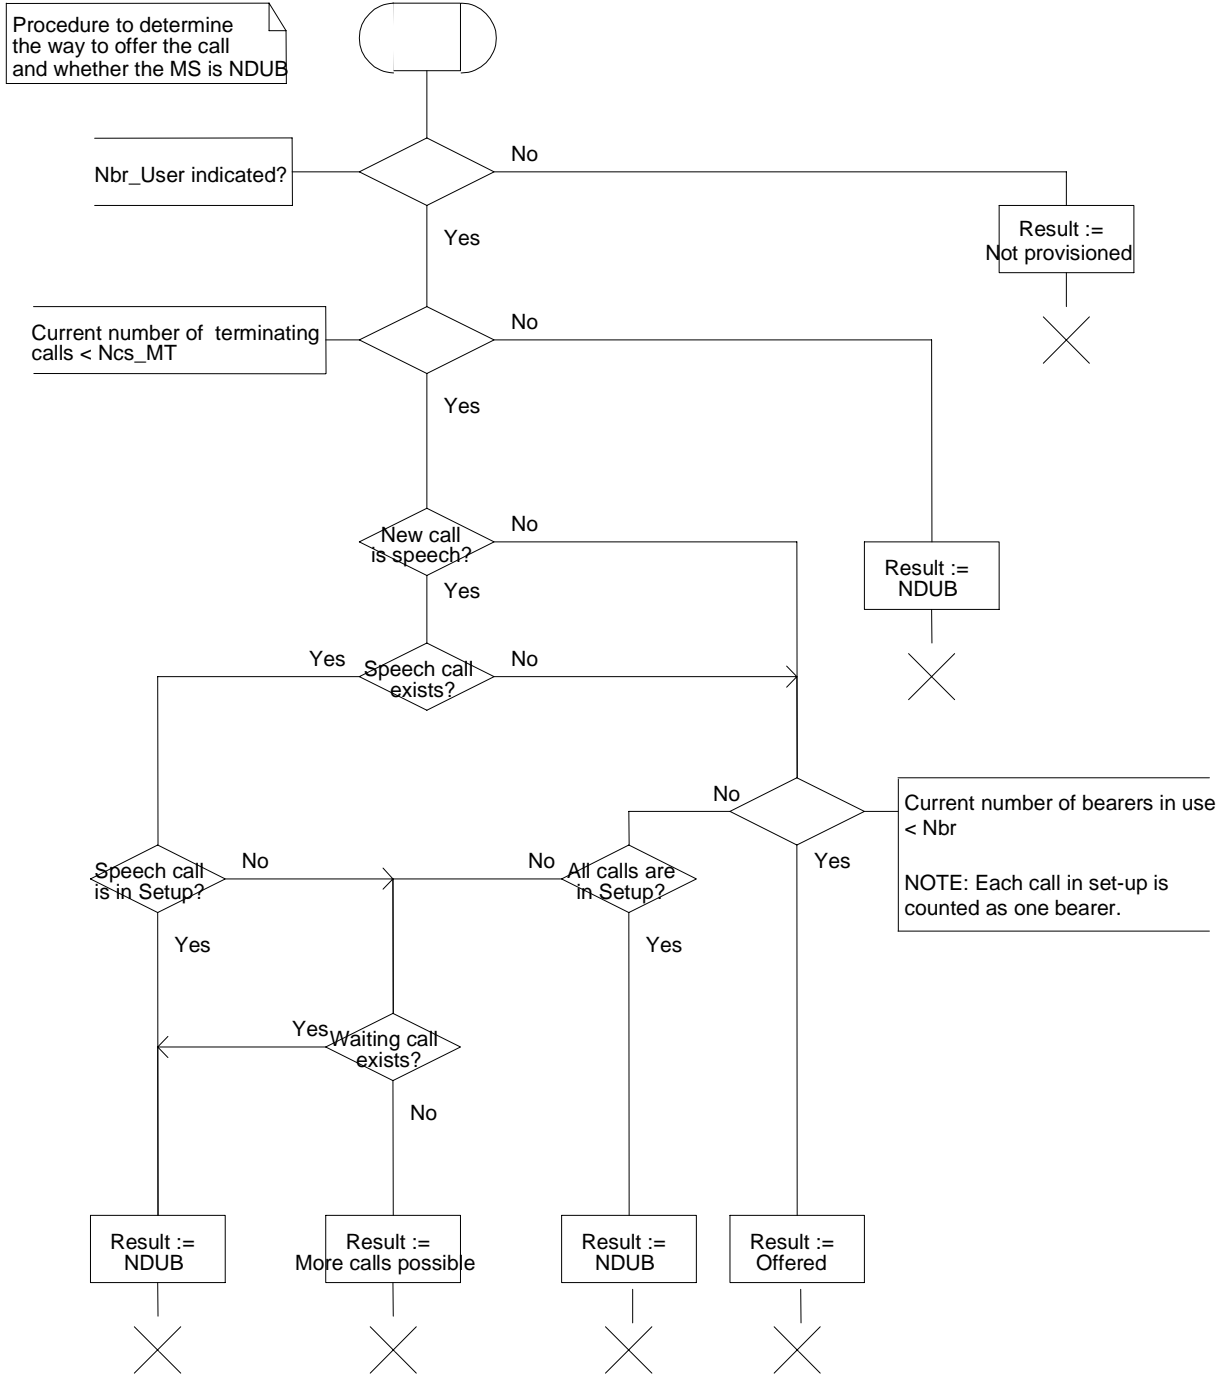 Procedure to determine
the way to offer the call
and whether the MS is NDUB
Nbr_User indicated?
No
Yes
Result :=
Not provisioned
Current number of terminating
calls < Ncs_MT
No
Yes
New call
is speech?
No
Yes
Result :=
NDUB
Yes
Speech call
exists?
No
No
Current number of bearers in use
< Nbr
NOTE: Each call in set-up is
counted as one bearer.
Yes
Speech call
is in Setup?
No
No
All calls are
in Setup?
Yes
Yes
Yes
Waiting call
exists?
No
Result :=
NDUB
Result :=
More calls possible
Result :=
NDUB
Result :=
Offered